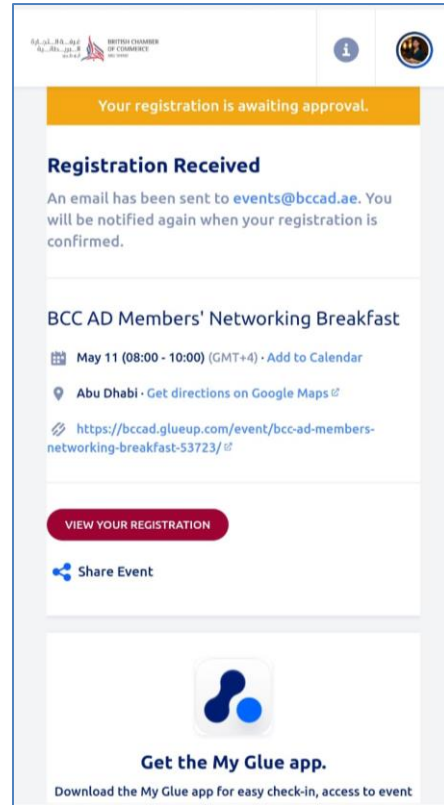 BRITISH CHAMBER
OF COMMERCE
ABU DHABI
Your registration is awaiting approval.
Registration Received
An email has been sent to events@bccad.ae. You
will be notified again when your registration is
confirmed.
BCC AD Members' Networking Breakfast
May 11 (08:00 - 10:00) (GMT+4) · Add to Calendar
Abu Dhabi · Get directions on Google Maps
https://bccad.glueup.com/event/bcc-ad-members-
networking-breakfast-53723/
VIEW YOUR REGISTRATION
Share Event
Get the My Glue app.
Download the My Glue app for easy check-in, access to event